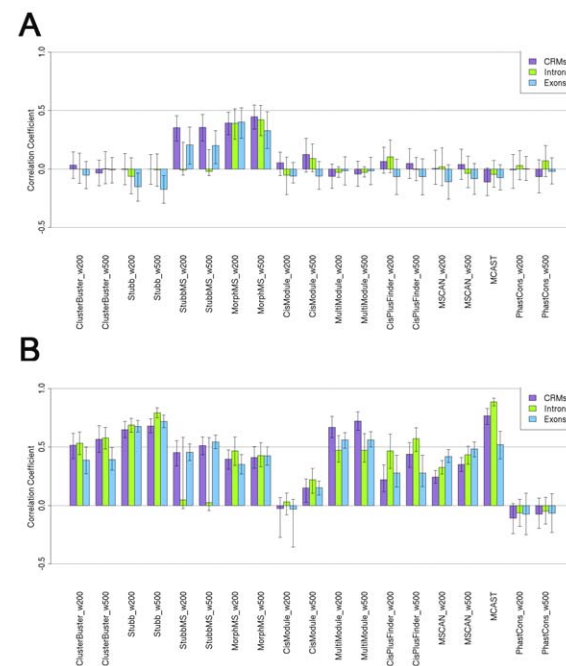 A
1.0
0.5
0.0
-0.5
Correlation Coefficient
CRMs
Intron
Exons
ClusterBuster_w200
ClusterBuster_w500
Stubb_w200
Stubb_w500
StubbMS_w200
StubbMS_w500
MorphMS_w200
MorphMS_w500
CisModule_w200
CisModule_w500
MultiModule_w200
MultiModule_w500
CisPlusFinder_w200
CisPlusFinder_w500
MSCAN_w200
MSCAN_w500
MCAST
PhastCons_w200
PhastCons_w500
B
1.0
0.5
0.0
-0.5
Correlation Coefficient
CRMs
Intron
Exons
ClusterBuster_w200
ClusterBuster_w500
Stubb_w200
Stubb_w500
StubbMS_w200
StubbMS_w500
MorphMS_w200
MorphMS_w500
CisModule_w200
CisModule_w500
MultiModule_w200
MultiModule_w500
CisPlusFinder_w200
CisPlusFinder_w500
MSCAN_w200
MSCAN_w500
MCAST
PhastCons_w200
PhastCons_w500